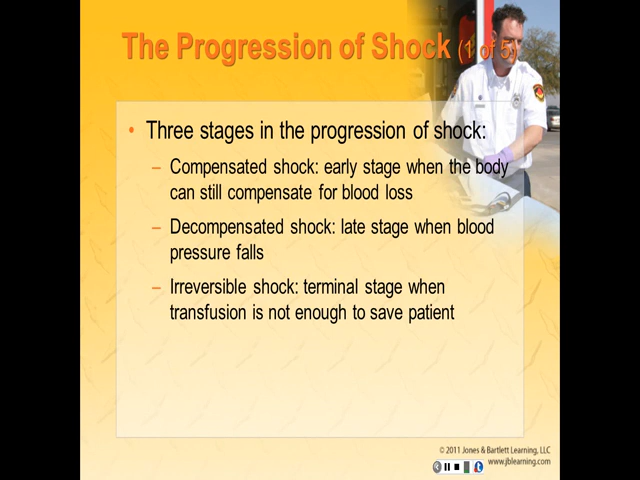 The Progression of Shock (1 of 5)
• Three stages in the progression of shock:
– Compensated shock: early stage when the body
can still compensate for blood loss
– Decompensated shock: late stage when blood
pressure falls
– Irreversible shock: terminal stage when
transfusion is not enough to save patient
© 2011 Jones & Bartlett Learning, LLC
www.jblearning.com